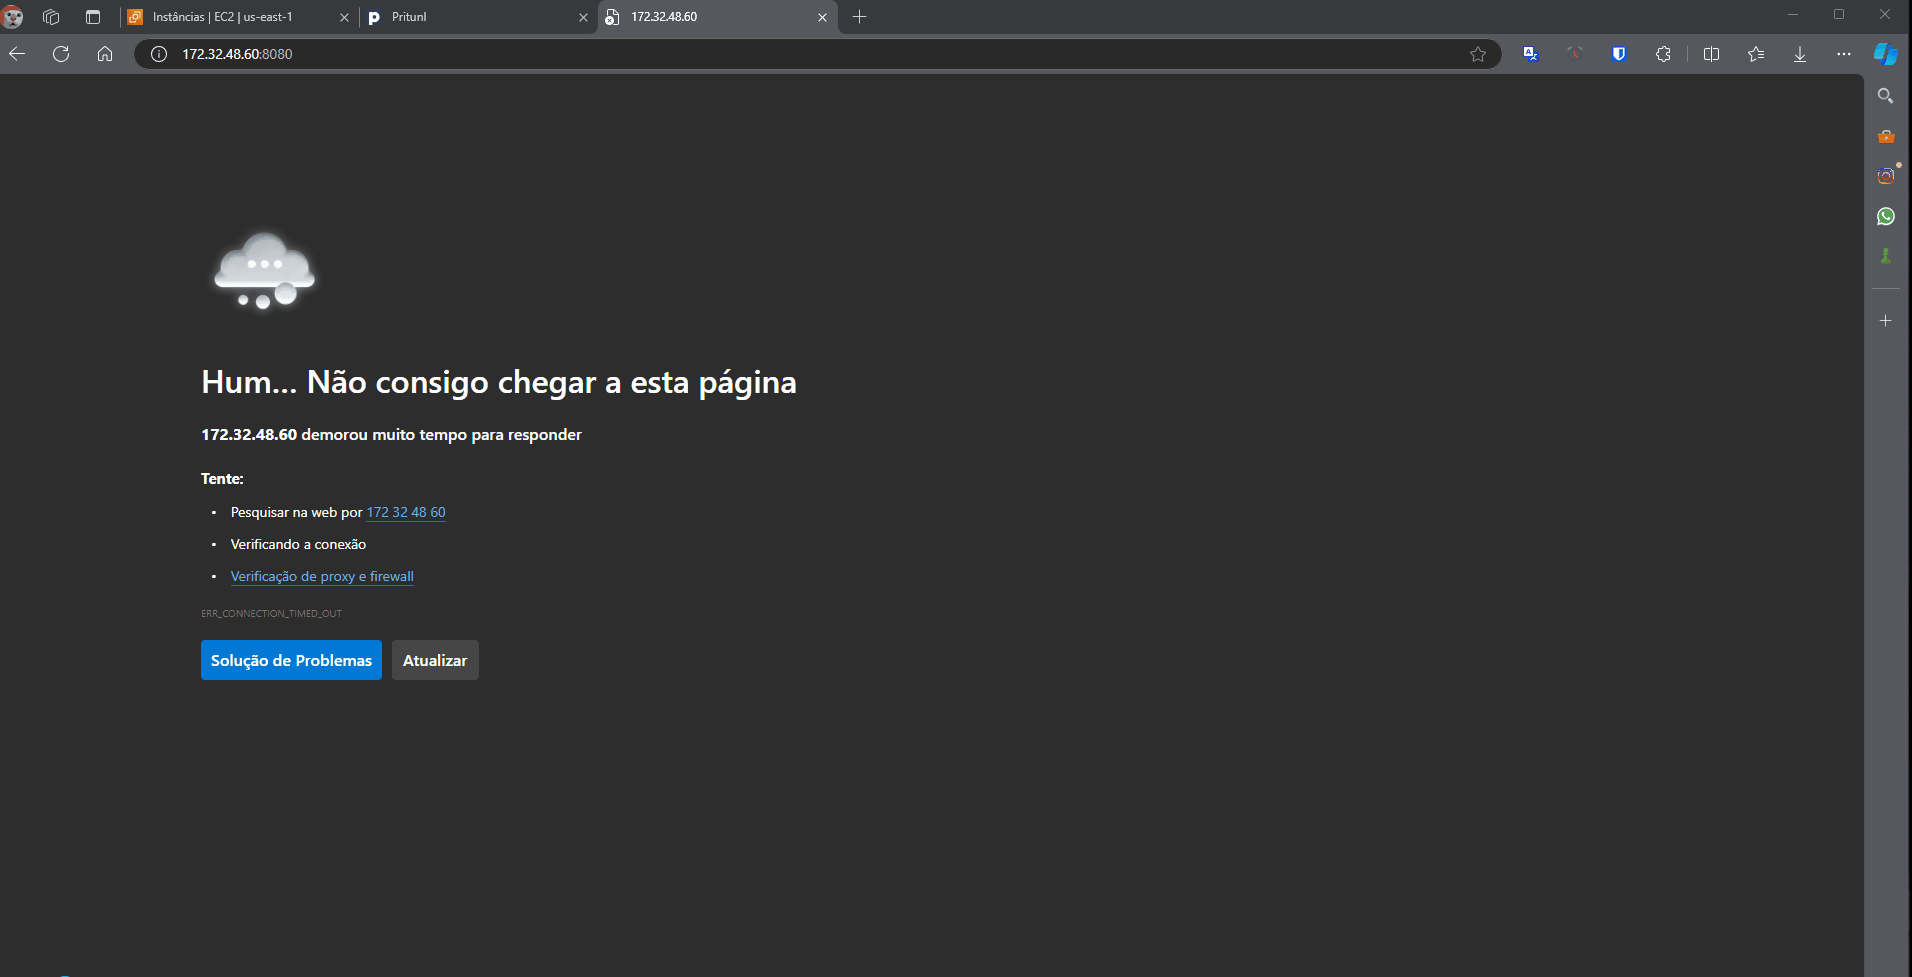 Instâncias | EC2 | us-east-1
Pritunl
172.32.48.60
172.32.48.60:8080
Hum... Não consigo chegar a esta página
172.32.48.60 demorou muito tempo para responder
Tente:
• Pesquisar na web por 172 32 48 60
• Verificando a conexão
• Verificação de proxy e firewall
ERR_CONNECTION_TIMED_OUT
Solução de Problemas
Atualizar